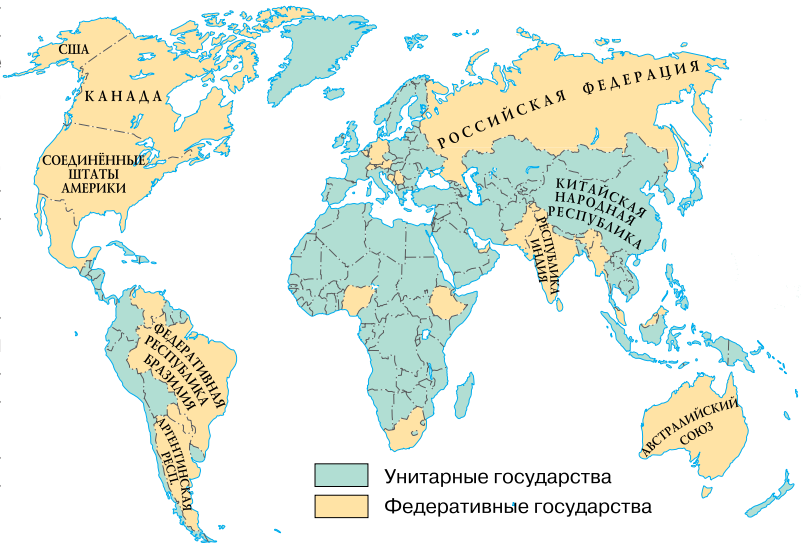 США
КАНАДА
СОЕДИНЁННЫЕ
ШТАТЫ
АМЕРИКИ
РОССИЙСКАЯ ФЕДЕРАЦИЯ
КИТАЙСКАЯ
НАРОДНАЯ
РЕСПУБЛИКА
РЕСПУБЛИКА
ИНДИЯ
ФЕДЕРАТИВНАЯ
РЕСПУБЛИКА
БРАЗИЛИЯ
АРГЕНТИНСКАЯ
РЕСП.
АВСТРАЛИЙСКИЙ
СОЮЗ
Унитарные государства
Федеративные государства